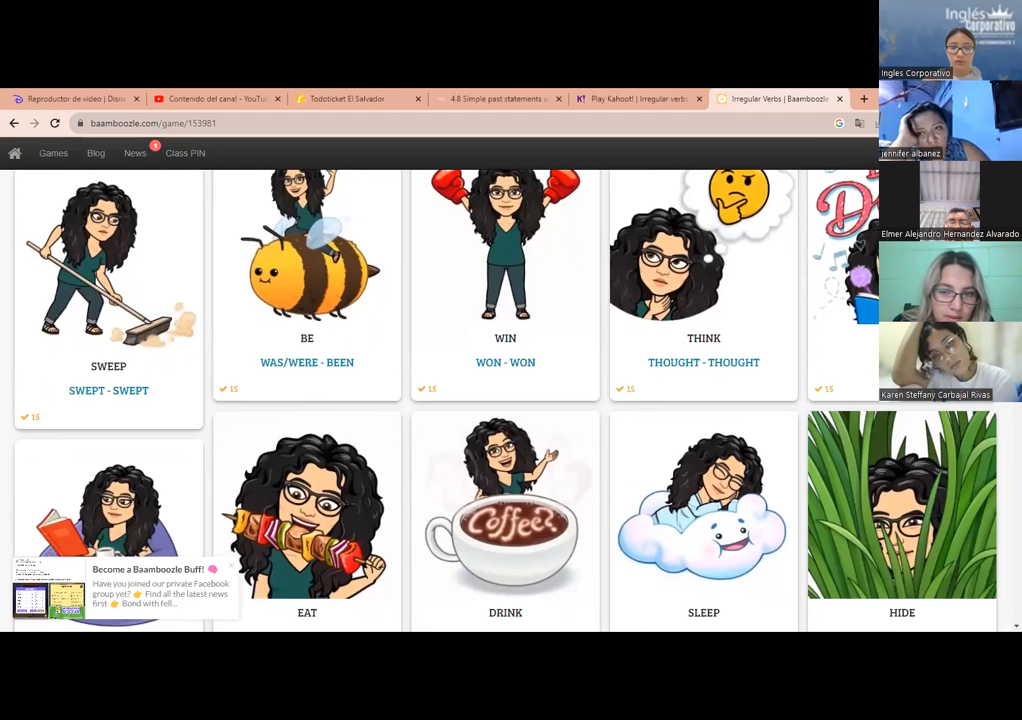 Inglés
Corporativo
Ingles Corporativo
Reproductor de video | Disne
Contenido del canal - YouTu
Todoticket El Salvador
4.8 Simple past statements
Play Kahoot! | Irregular verbs
Irregular Verbs | Baamboozle
baamboozle.com/game/153981
jennifer albanez
Games
Blog
News
Class PIN
Elmer Alejandro Hernandez Alvarado
SWEEP
SWEPT - SWEPT
15
BE
WAS/WERE - BEEN
15
WIN
WON - WON
15
THINK
THOUGHT - THOUGHT
15
15
Karen Steffany Carbajal Rivas
Coffee?
Become a Baamboozle Buff!
Have you joined our private Facebook
group yet? 👉 Find all the latest news
first 👉 Bond with fell...
EAT
DRINK
SLEEP
HIDE